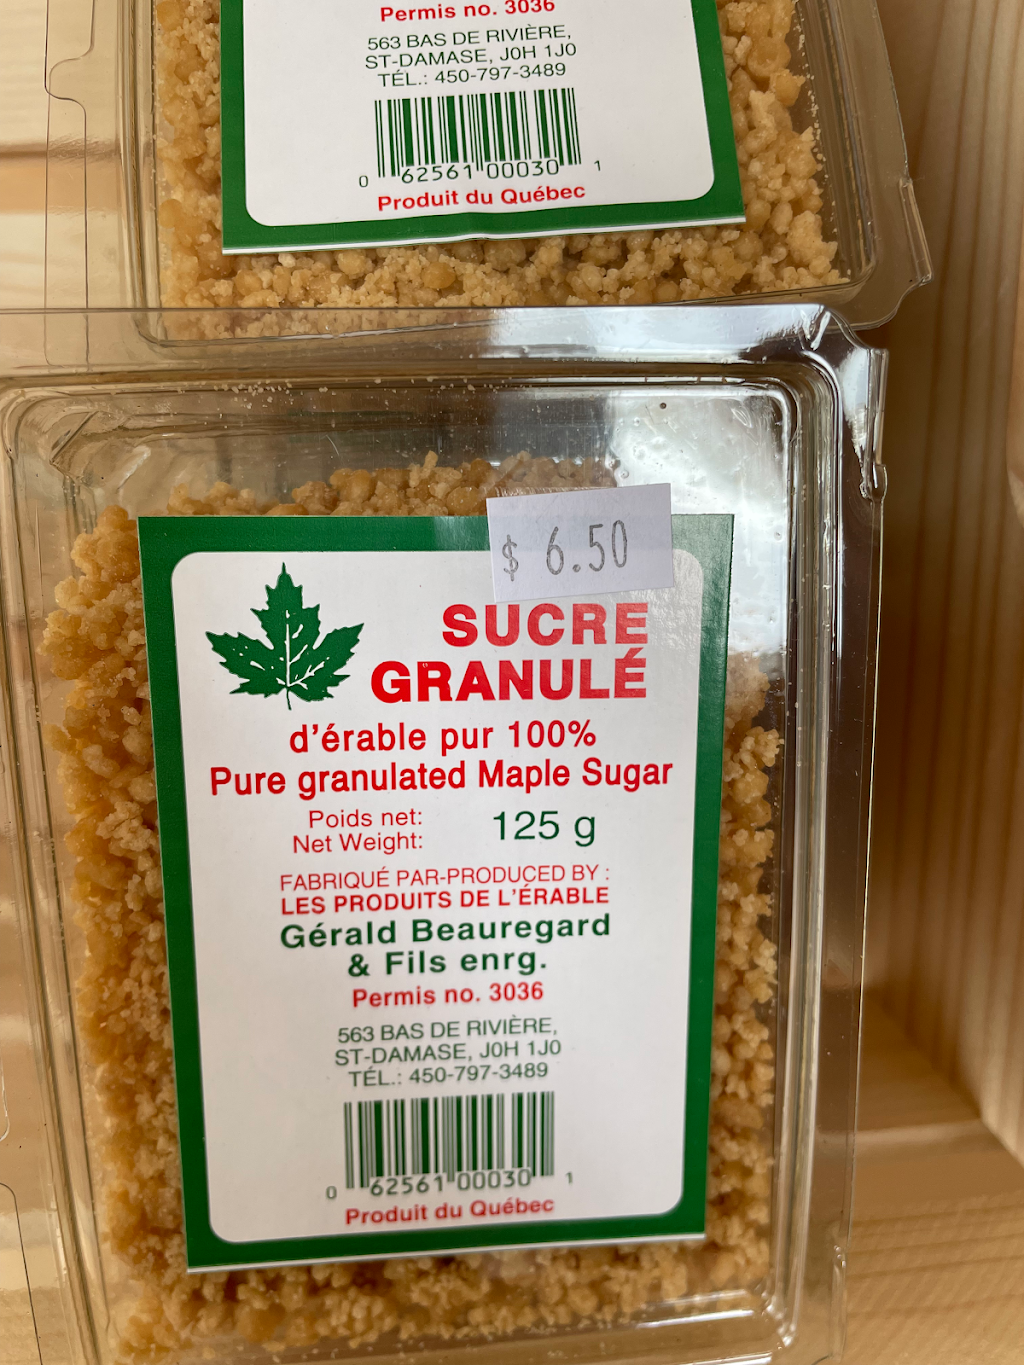 Permis no. 3036
563 BAS DE RIVIÈRE,
ST-DAMASE, J0H 1J0
TÉL.: 450-797-3489
0 62561 00030 1
Produit du Québec
$ 6.50
SUCRE
GRANULÉ
d'érable pur 100%
Pure granulated Maple Sugar
Poids net:
Net Weight: 125 g
FABRIQUÉ PAR-PRODUCED BY :
LES PRODUITS DE L'ÉRABLE
Gérald Beauregard
& Fils enrg.
Permis no. 3036
563 BAS DE RIVIÈRE,
ST-DAMASE, J0H 1J0
TÉL.: 450-797-3489
0 62561 00030 1
Produit du Québec